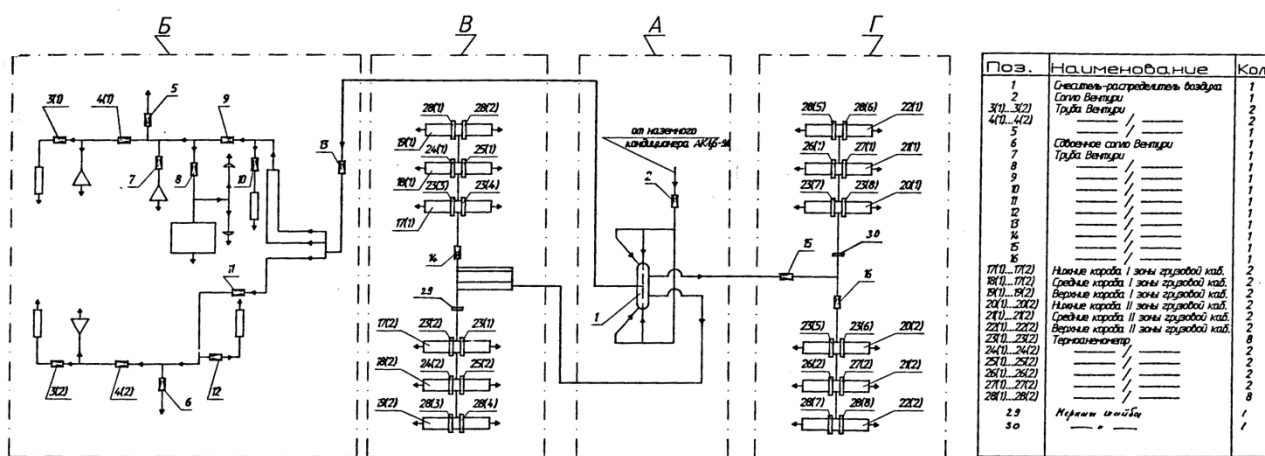 Б
В
А
Г
3(1)
4(1)
5
9
7
8
10
13
11
3(2)
4(2)
6
12
28(1)
28(2)
19(1)
24(1)
25(1)
18(1)
23(3)
23(4)
17(1)
14
29
17(2)
23(2)
23(1)
18(2)
24(2)
25(2)
19(2)
28(3)
28(4)
от наземного
кондиционера
2
1
15
28(5)
28(6)
22(1)
26(1)
27(1)
21(1)
23(7)
23(8)
20(1)
30
16
23(5)
23(6)
20(2)
26(2)
27(2)
21(2)
28(7)
28(8)
22(2)
Поз. Наименование Кол
1 Смеситель-распределитель воздуха 1
2 Сопло Вентури 1
3(1)...3(2) Труба Вентури 2
4(1)...4(2) — // — 2
5 — // — 1
6 Сдвоенное сопло Вентури 1
7 Труба Вентури 1
8 — // — 1
9 — // — 1
10 — // — 1
11 — // — 1
12 — // — 1
13 — // — 1
14 — // — 1
15 — // — 1
16 — // — 1
17(1)...17(2) Нижние короба I зоны грузовой каб. 2
18(1)...17(2) Средние короба I зоны грузовой каб. 2
19(1)...19(2) Верхние короба I зоны грузовой каб. 2
20(1)...20(2) Нижние короба II зоны грузовой каб. 2
21(1)...21(2) Средние короба II зоны грузовой каб. 2
22(1)...22(2) Верхние короба II зоны грузовой каб. 2
23(1)...23(2) Термоанемометр 8
24(1)...24(2) — // — 2
25(1)...25(2) — // — 2
26(1)...26(2) — // — 2
27(1)...27(2) — // — 2
28(1)...28(2) — // — 8
29 Мерная шайба 1
30 — " — 1